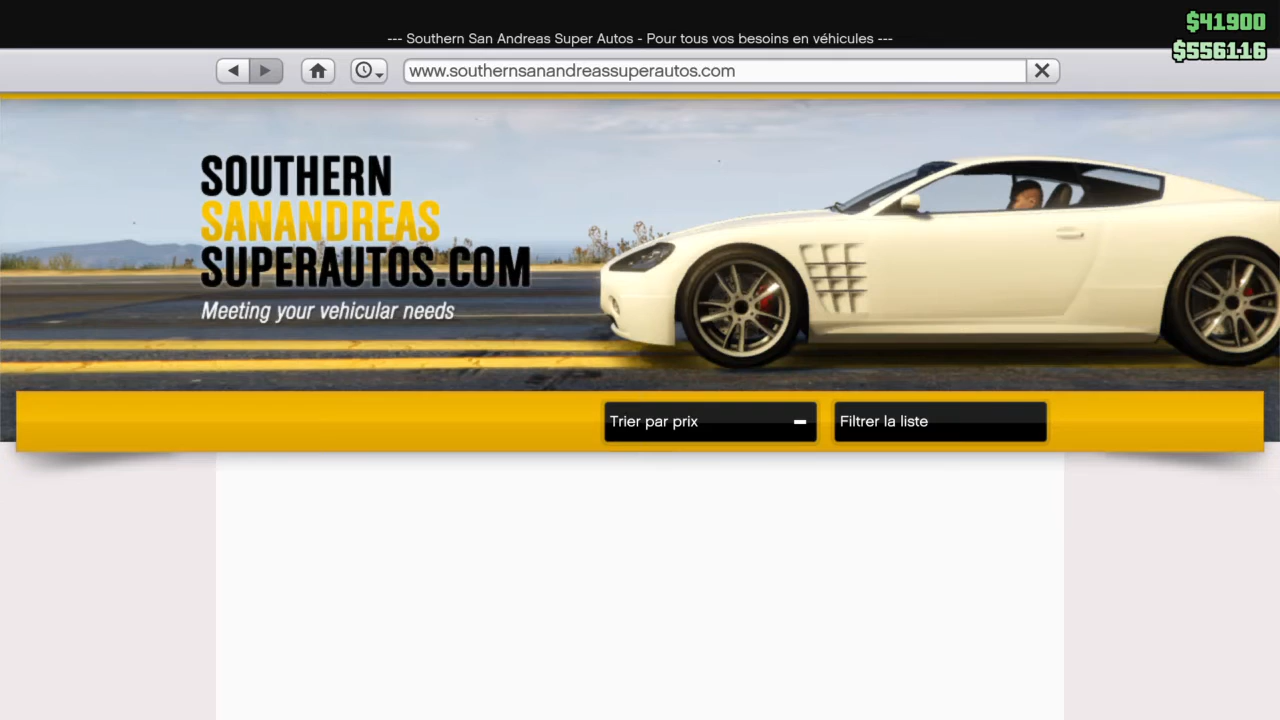 --- Southern San Andreas Super Autos - Pour tous vos besoins en véhicules ---
$41900
$556116
www.southernsanandreassuperautos.com
SOUTHERN
SANANDREAS
SUPERAUTOS.COM
Meeting your vehicular needs
Trier par prix
Filtrer la liste